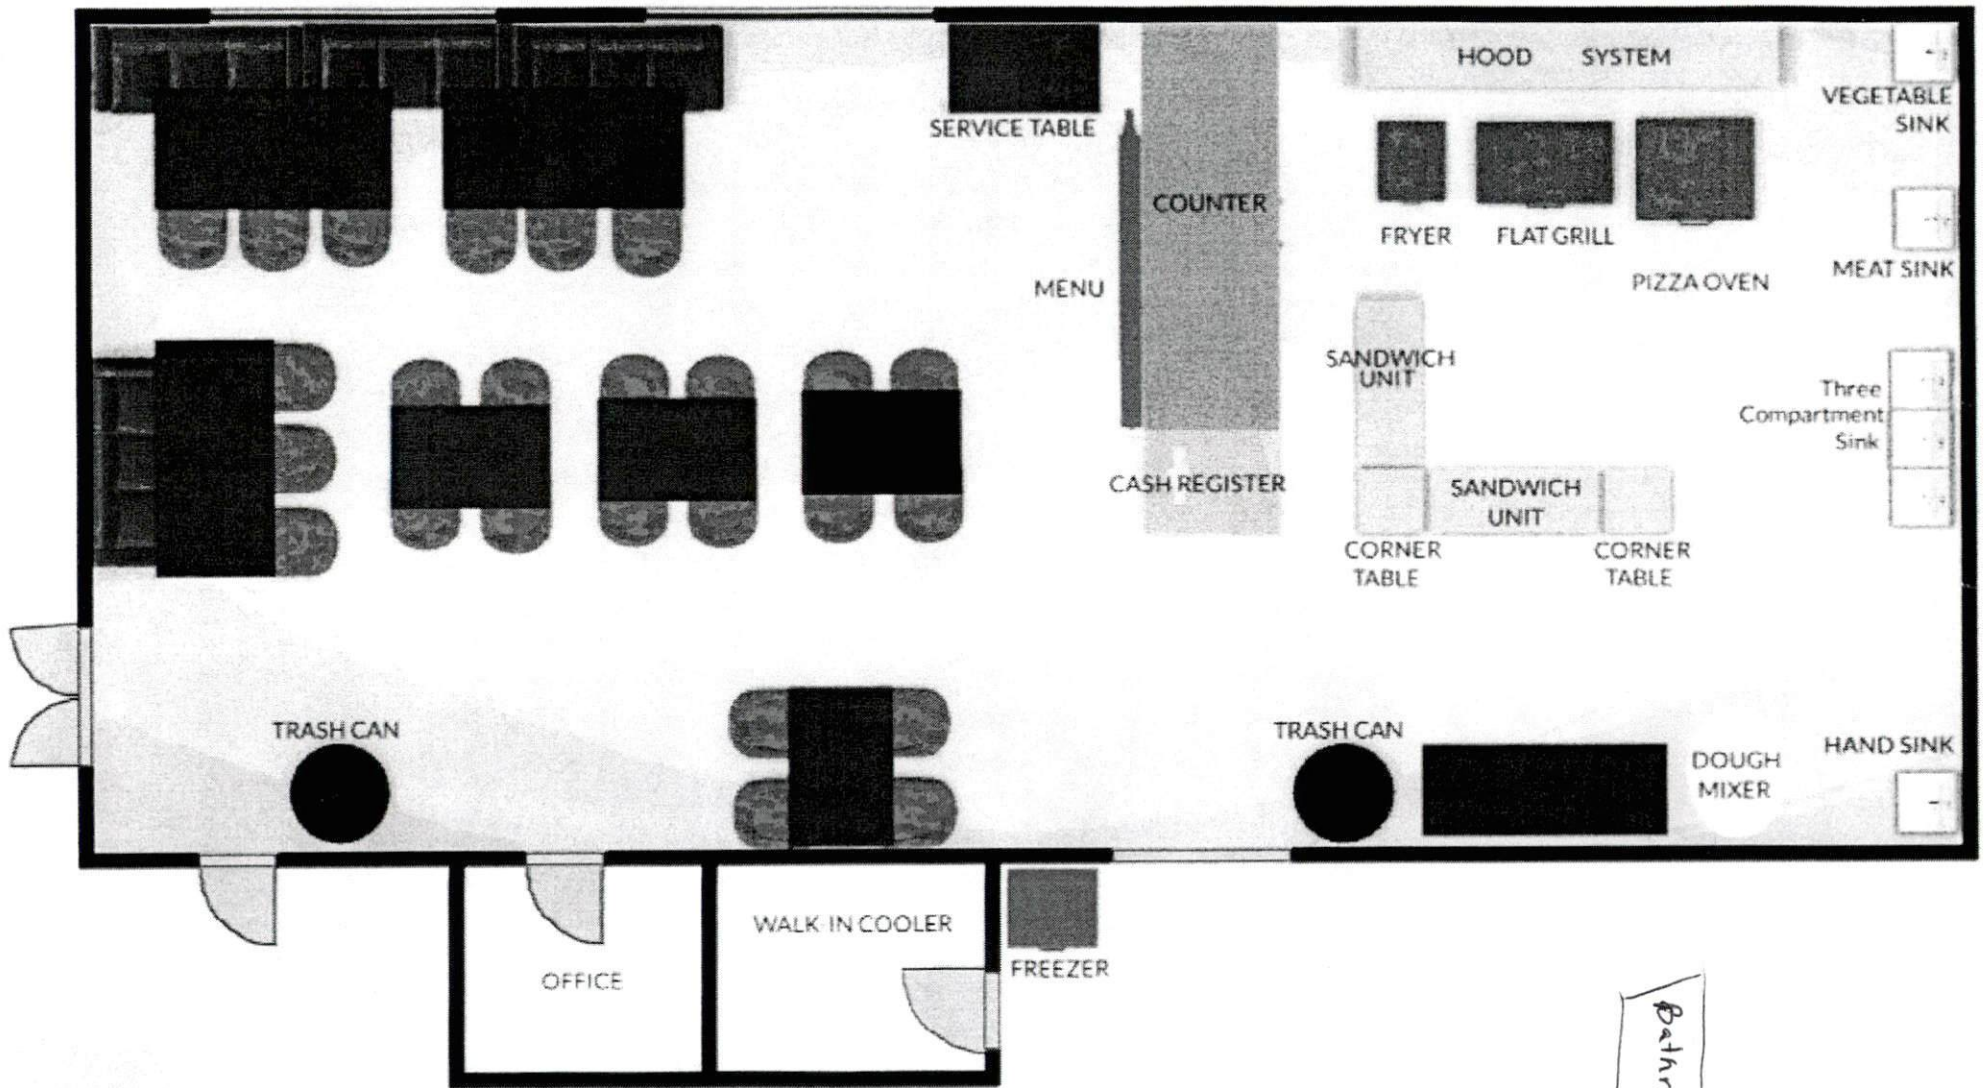 HOOD SYSTEM
VEGETABLE
SINK
SERVICE TABLE
COUNTER
FRYER
FLAT GRILL
PIZZA OVEN
MEAT SINK
MENU
SANDWICH
UNIT
Three
Compartment
Sink
CASH REGISTER
SANDWICH
UNIT
CORNER
TABLE
CORNER
TABLE
TRASH CAN
TRASH CAN
DOUGH
MIXER
HAND SINK
WALK-IN COOLER
OFFICE
FREEZER
Bathr